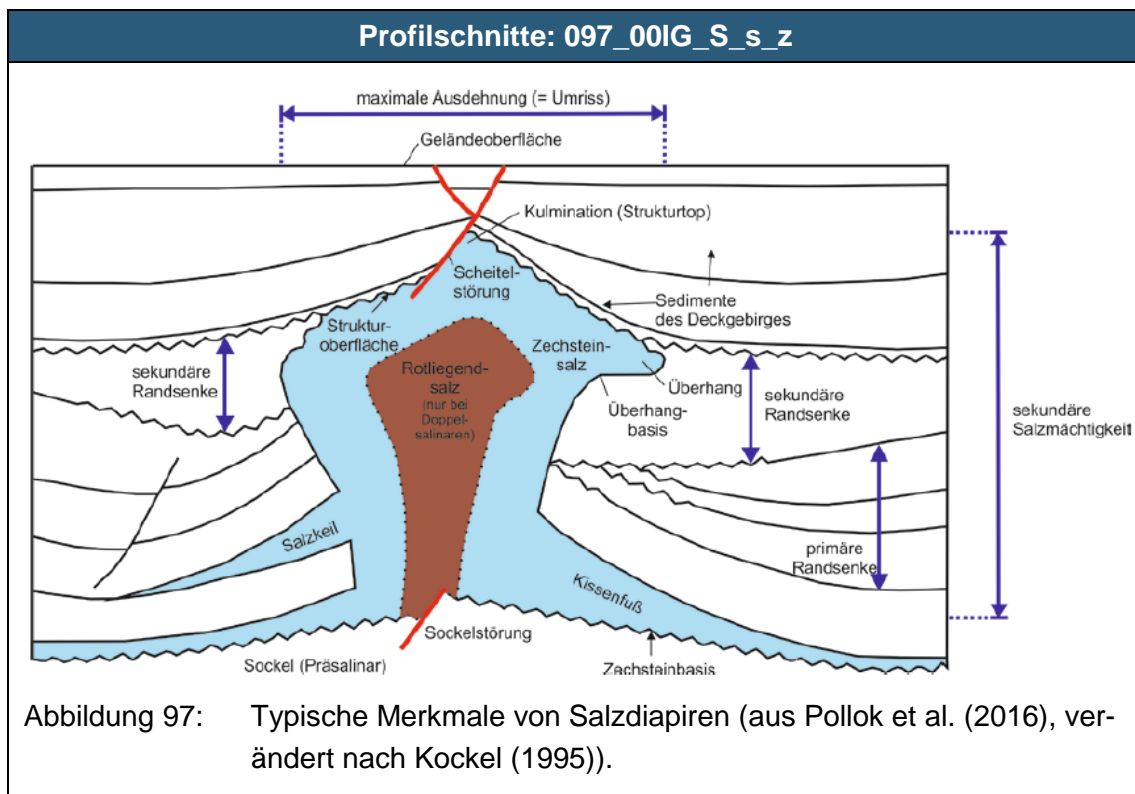 Profilschnitte: 097_00IG_S_s_z
maximale Ausdehnung (= Umriss)
Geländeoberfläche
Kulmination (Strukturtop)
Scheitel-
störung
Sedimente
des Deckgebirges
Struktur-
oberfläche
Zechstein-
salz
sekundäre
Randsenke
Rotliegend-
salz
(nur bei
Doppel-
salinaren)
Überhang
Überhang-
basis
sekundäre
Randsenke
sekundäre
Salzmächtigkeit
Salzkeil
primäre
Randsenke
Kissenfuß
Sockelstörung
Sockel (Präsalinar)
Zechsteinbasis
Abbildung 97: Typische Merkmale von Salzdiapiren (aus Pollok et al. (2016), ver-
ändert nach Kockel (1995)).